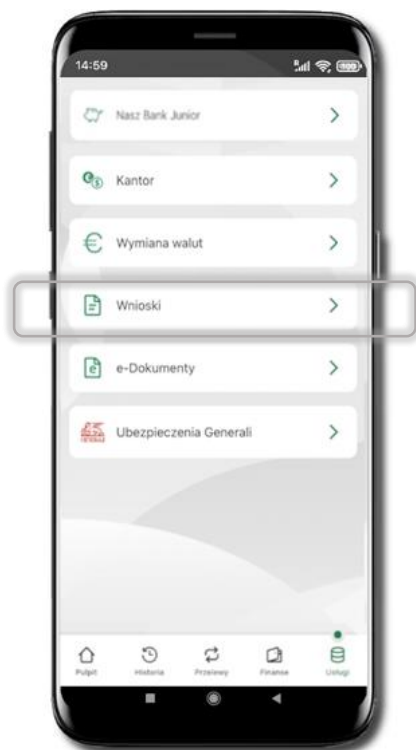 14:59
Nasz Bank Junior
Kantor
Wymiana walut
Wnioski
e-Dokumenty
Ubezpieczenia Generali
Pulpit Historia Przelewy Finanse Usługi